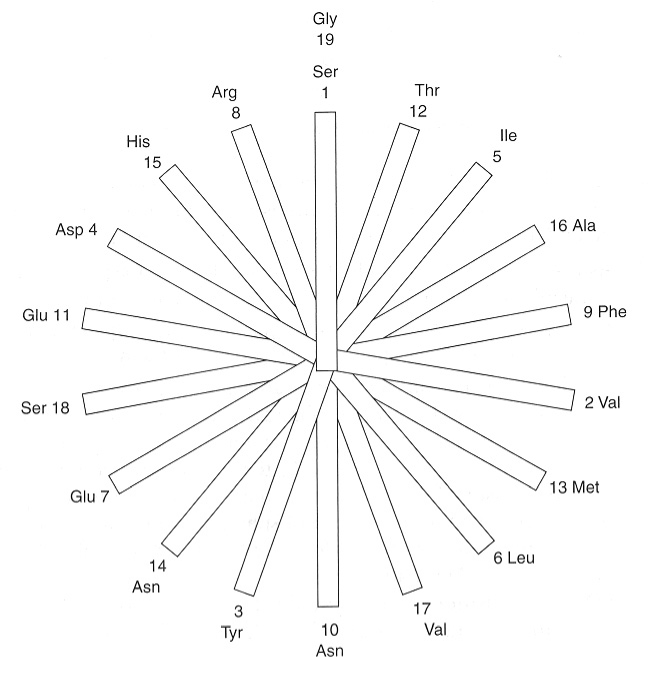 Gly
19
Ser
1
Arg
8
Thr
12
His
15
Ile
5
Asp 4
16 Ala
Glu 11
9 Phe
Ser 18
2 Val
Glu 7
13 Met
14
Asn
6 Leu
3
Tyr
10
Asn
17
Val